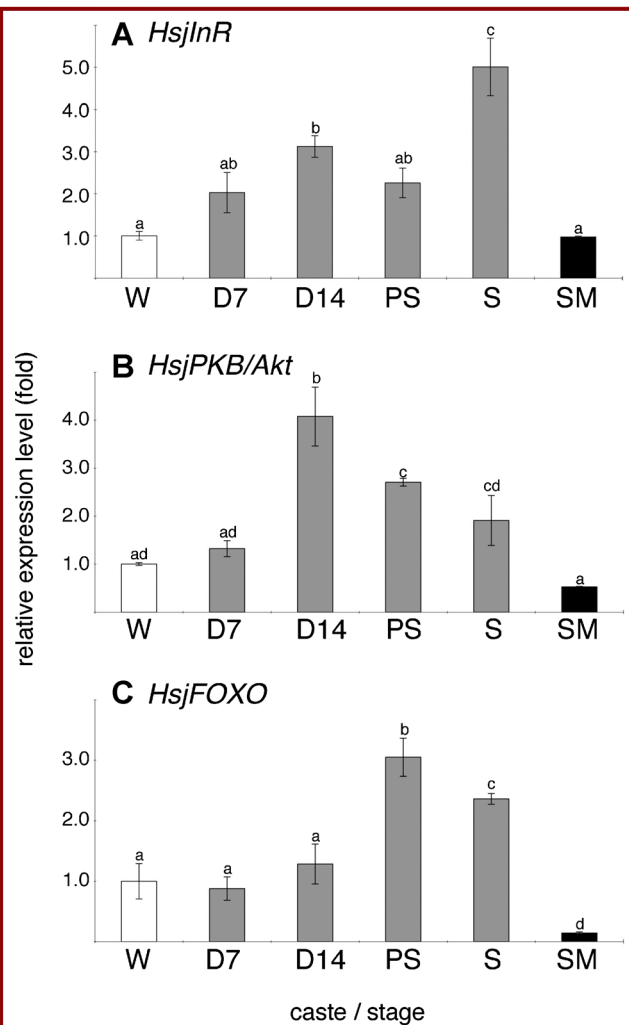 A HsjInR
5.0
4.0
3.0
2.0
1.0
a
ab
b
ab
c
a
W D7 D14 PS S SM
relative expression level (fold)
B HsjPKB/Akt
4.0
3.0
2.0
1.0
ad
ad
b
c
cd
a
W D7 D14 PS S SM
C HsjFOXO
3.0
2.0
1.0
a
a
a
b
c
d
W D7 D14 PS S SM
caste / stage